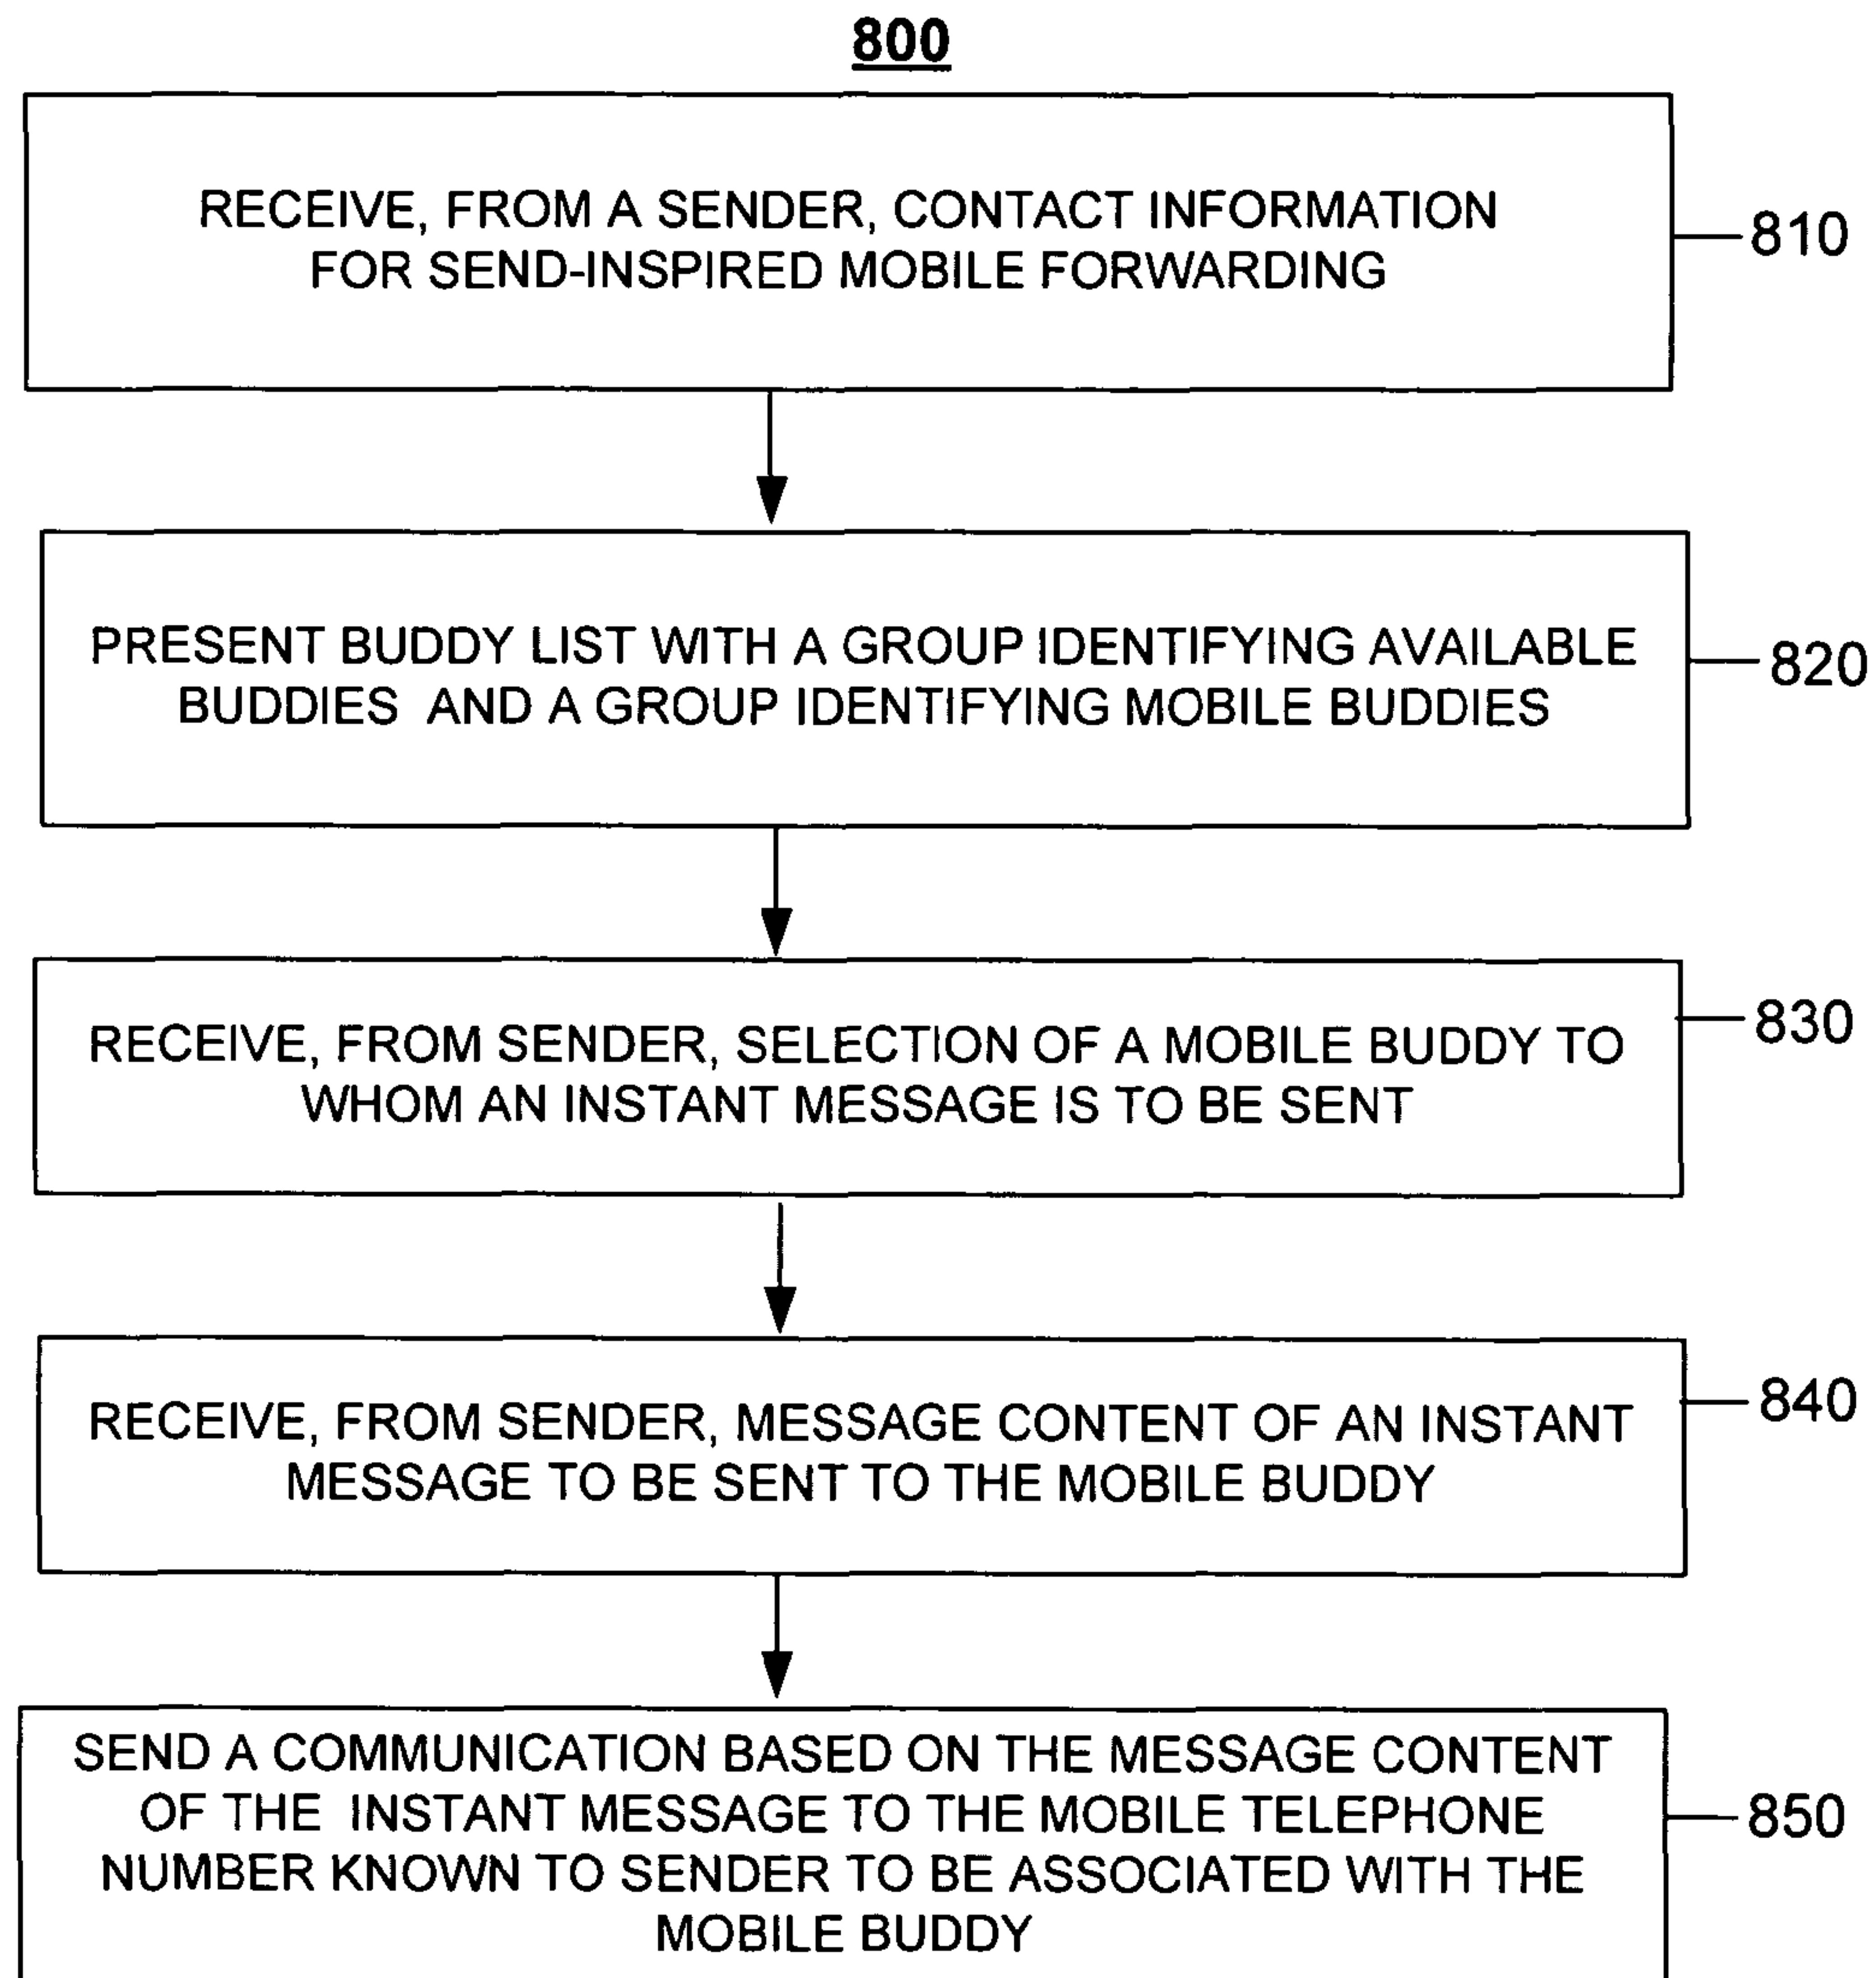 800
RECEIVE, FROM A SENDER, CONTACT INFORMATION
FOR SEND-INSPIRED MOBILE FORWARDING
810
PRESENT BUDDY LIST WITH A GROUP IDENTIFYING AVAILABLE
BUDDIES AND A GROUP IDENTIFYING MOBILE BUDDIES
820
RECEIVE, FROM SENDER, SELECTION OF A MOBILE BUDDY TO
WHOM AN INSTANT MESSAGE IS TO BE SENT
830
RECEIVE, FROM SENDER, MESSAGE CONTENT OF AN INSTANT
MESSAGE TO BE SENT TO THE MOBILE BUDDY
840
SEND A COMMUNICATION BASED ON THE MESSAGE CONTENT
OF THE INSTANT MESSAGE TO THE MOBILE TELEPHONE
NUMBER KNOWN TO SENDER TO BE ASSOCIATED WITH THE
MOBILE BUDDY
850